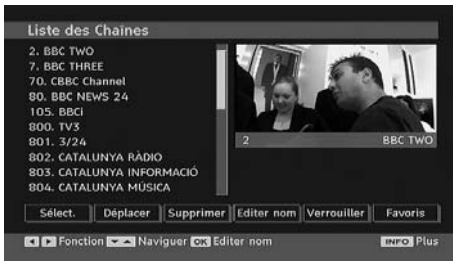 Liste des Chaînes
2. BBC TWO
7. BBC THREE
70. CBBC Channel
80. BBC NEWS 24
105. BBCi
800. TV3
801. 3/24
802. CATALUNYA RÀDIO
803. CATALUNYA INFORMACIÓ
804. CATALUNYA MÚSICA
2 BBC TWO
Sélect. Déplacer Supprimer Editer nom Verrouiller Favoris
Fonction Naviguer OK Editer nom INFO Plus